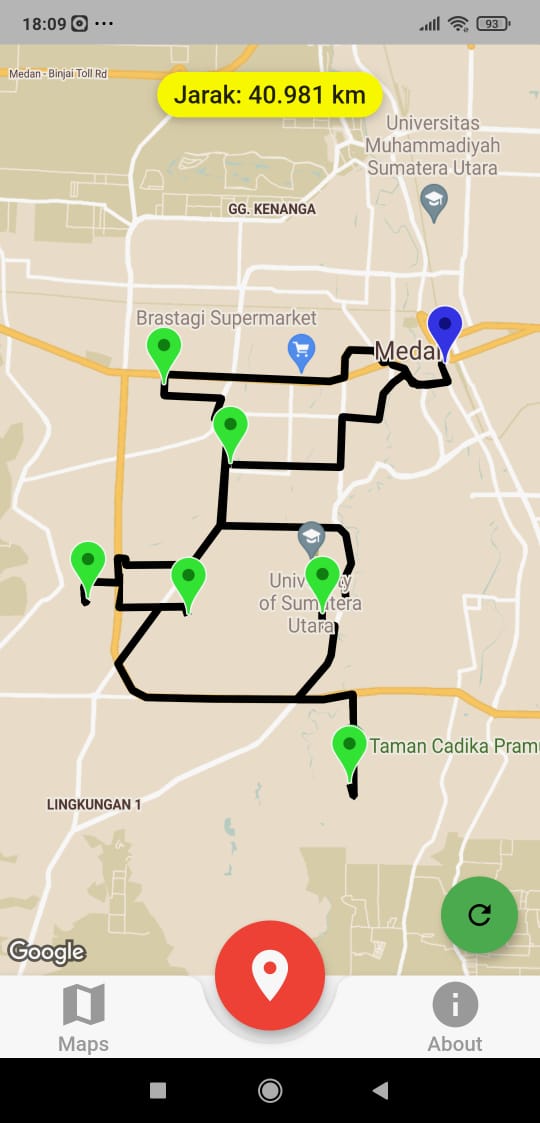 18:09
93
Medan - Binjai Toll Rd
Jarak: 40.981 km
Universitas
Muhammadiyah
Sumatera Utara
GG. KENANGA
Brastagi Supermarket
Medan
University
of Sumatera
Utara
Taman Cadika Pramu
LINGKUNGAN 1
Google
Maps
About